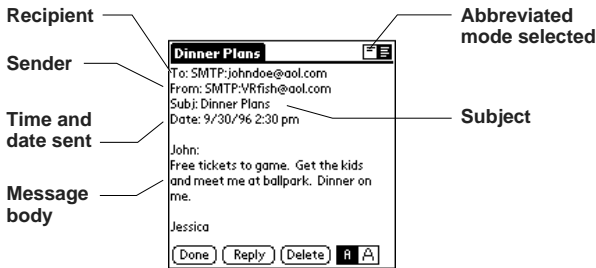 Recipient
Sender
Time and
date sent
Message
body
Dinner Plans
To: SMTP:johndoe@aol.com
From: SMTP:VRfish@aol.com
Subj: Dinner Plans
Date: 9/30/96 2:30 pm
John:
Free tickets to game. Get the kids
and meet me at ballpark. Dinner on
me.
Jessica
Done Reply Delete A A
Abbreviated
mode selected
Subject